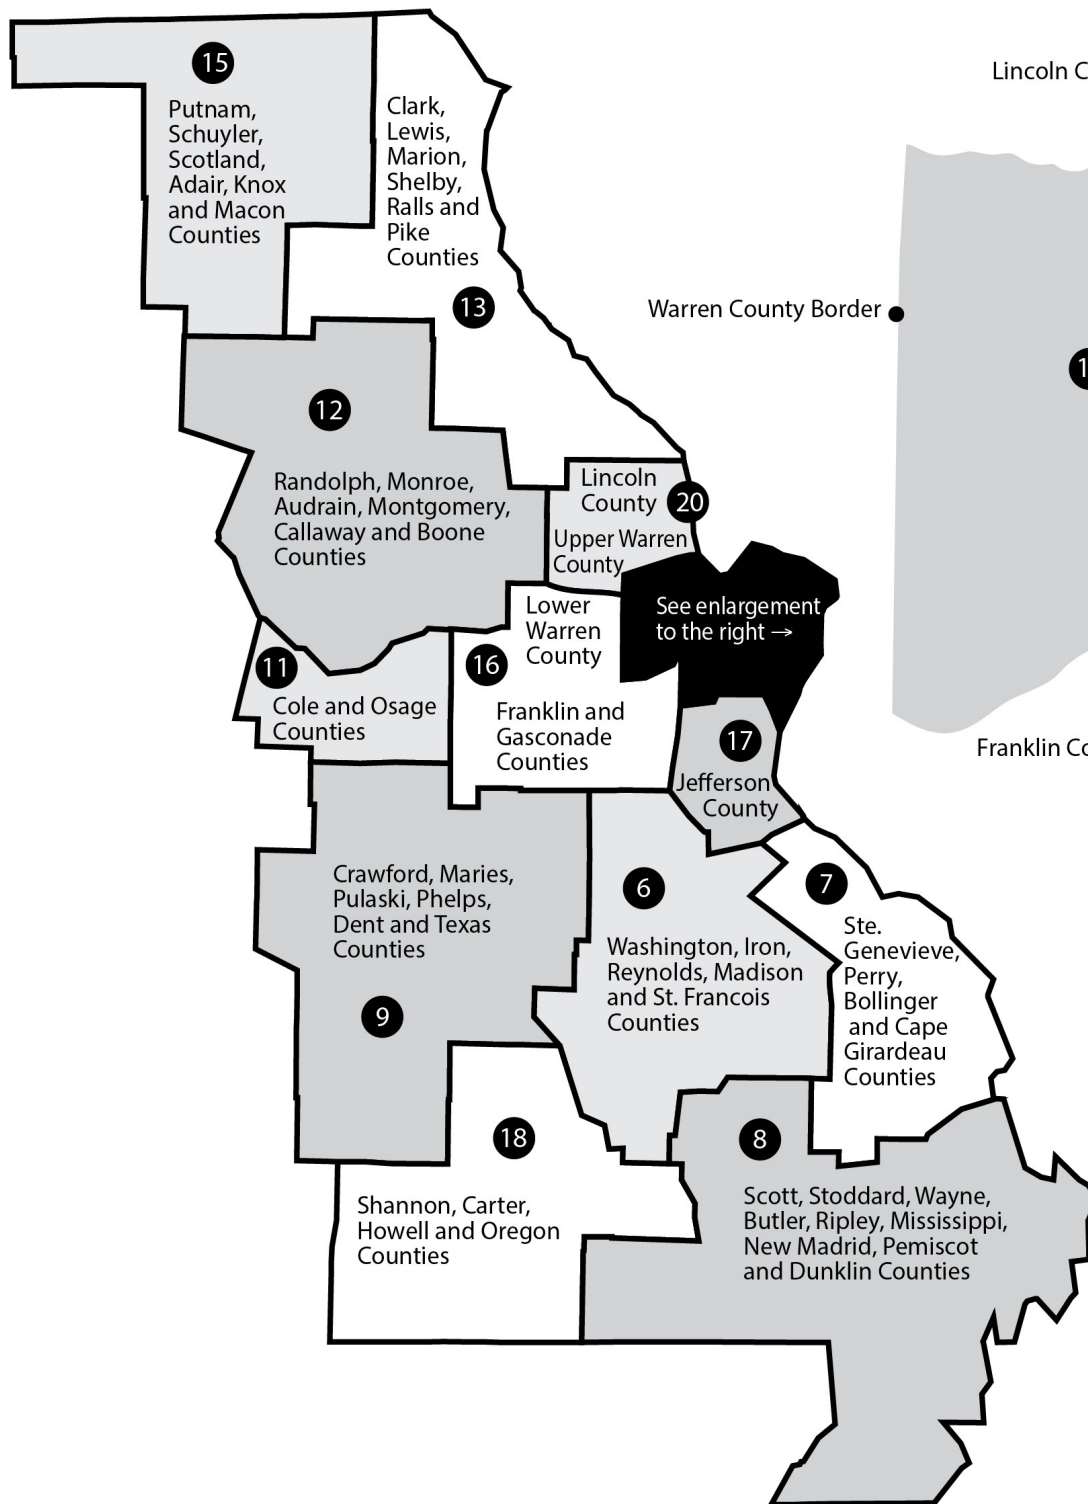 15
Putnam,
Schuyler,
Scotland,
Adair, Knox
and Macon
Counties
Clark,
Lewis,
Marion,
Shelby,
Ralls and
Pike
Counties
13
Lincoln C
Warren County Border
1
12
Randolph, Monroe,
Audrain, Montgomery,
Callaway and Boone
Counties
Lincoln
County
20
Upper Warren
County
See enlargement
to the right →
Lower
Warren
County
16
Franklin and
Gasconade
Counties
11
Cole and Osage
Counties
17
Jefferson
County
Franklin Co
Crawford, Maries,
Pulaski, Phelps,
Dent and Texas
Counties
9
6
Washington, Iron,
Reynolds, Madison
and St. Francois
Counties
7
Ste.
Genevieve,
Perry,
Bollinger
and Cape
Girardeau
Counties
18
Shannon, Carter,
Howell and Oregon
Counties
8
Scott, Stoddard, Wayne,
Butler, Ripley, Mississippi,
New Madrid, Pemiscot
and Dunklin Counties